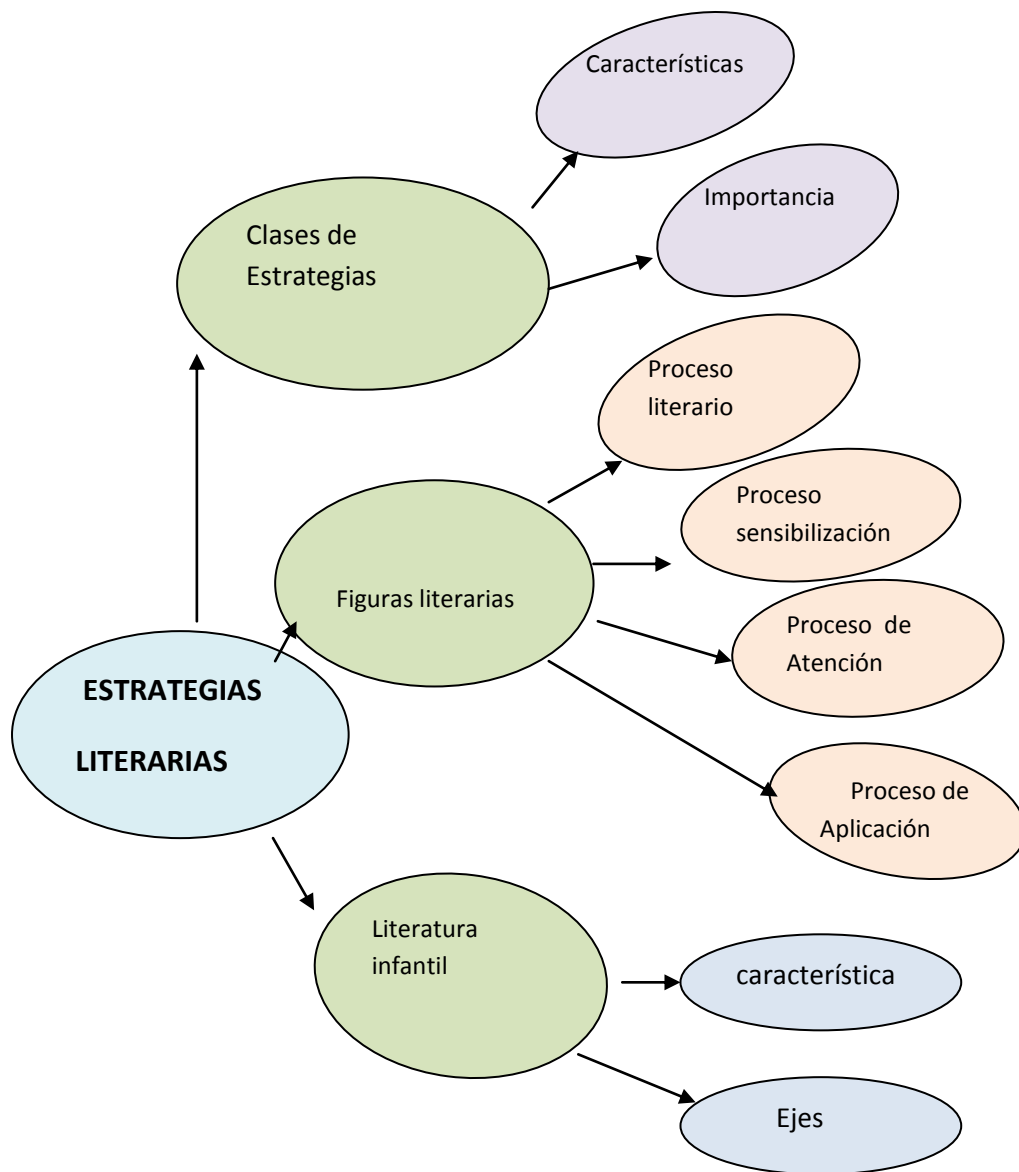 Características
Importancia
Clases de
Estrategias
Proceso
literario
Proceso
sensibilización
Figuras literarias
Proceso de
Atención
ESTRATEGIAS
LITERARIAS
Proceso de
Aplicación
Literatura
infantil
característica
Ejes